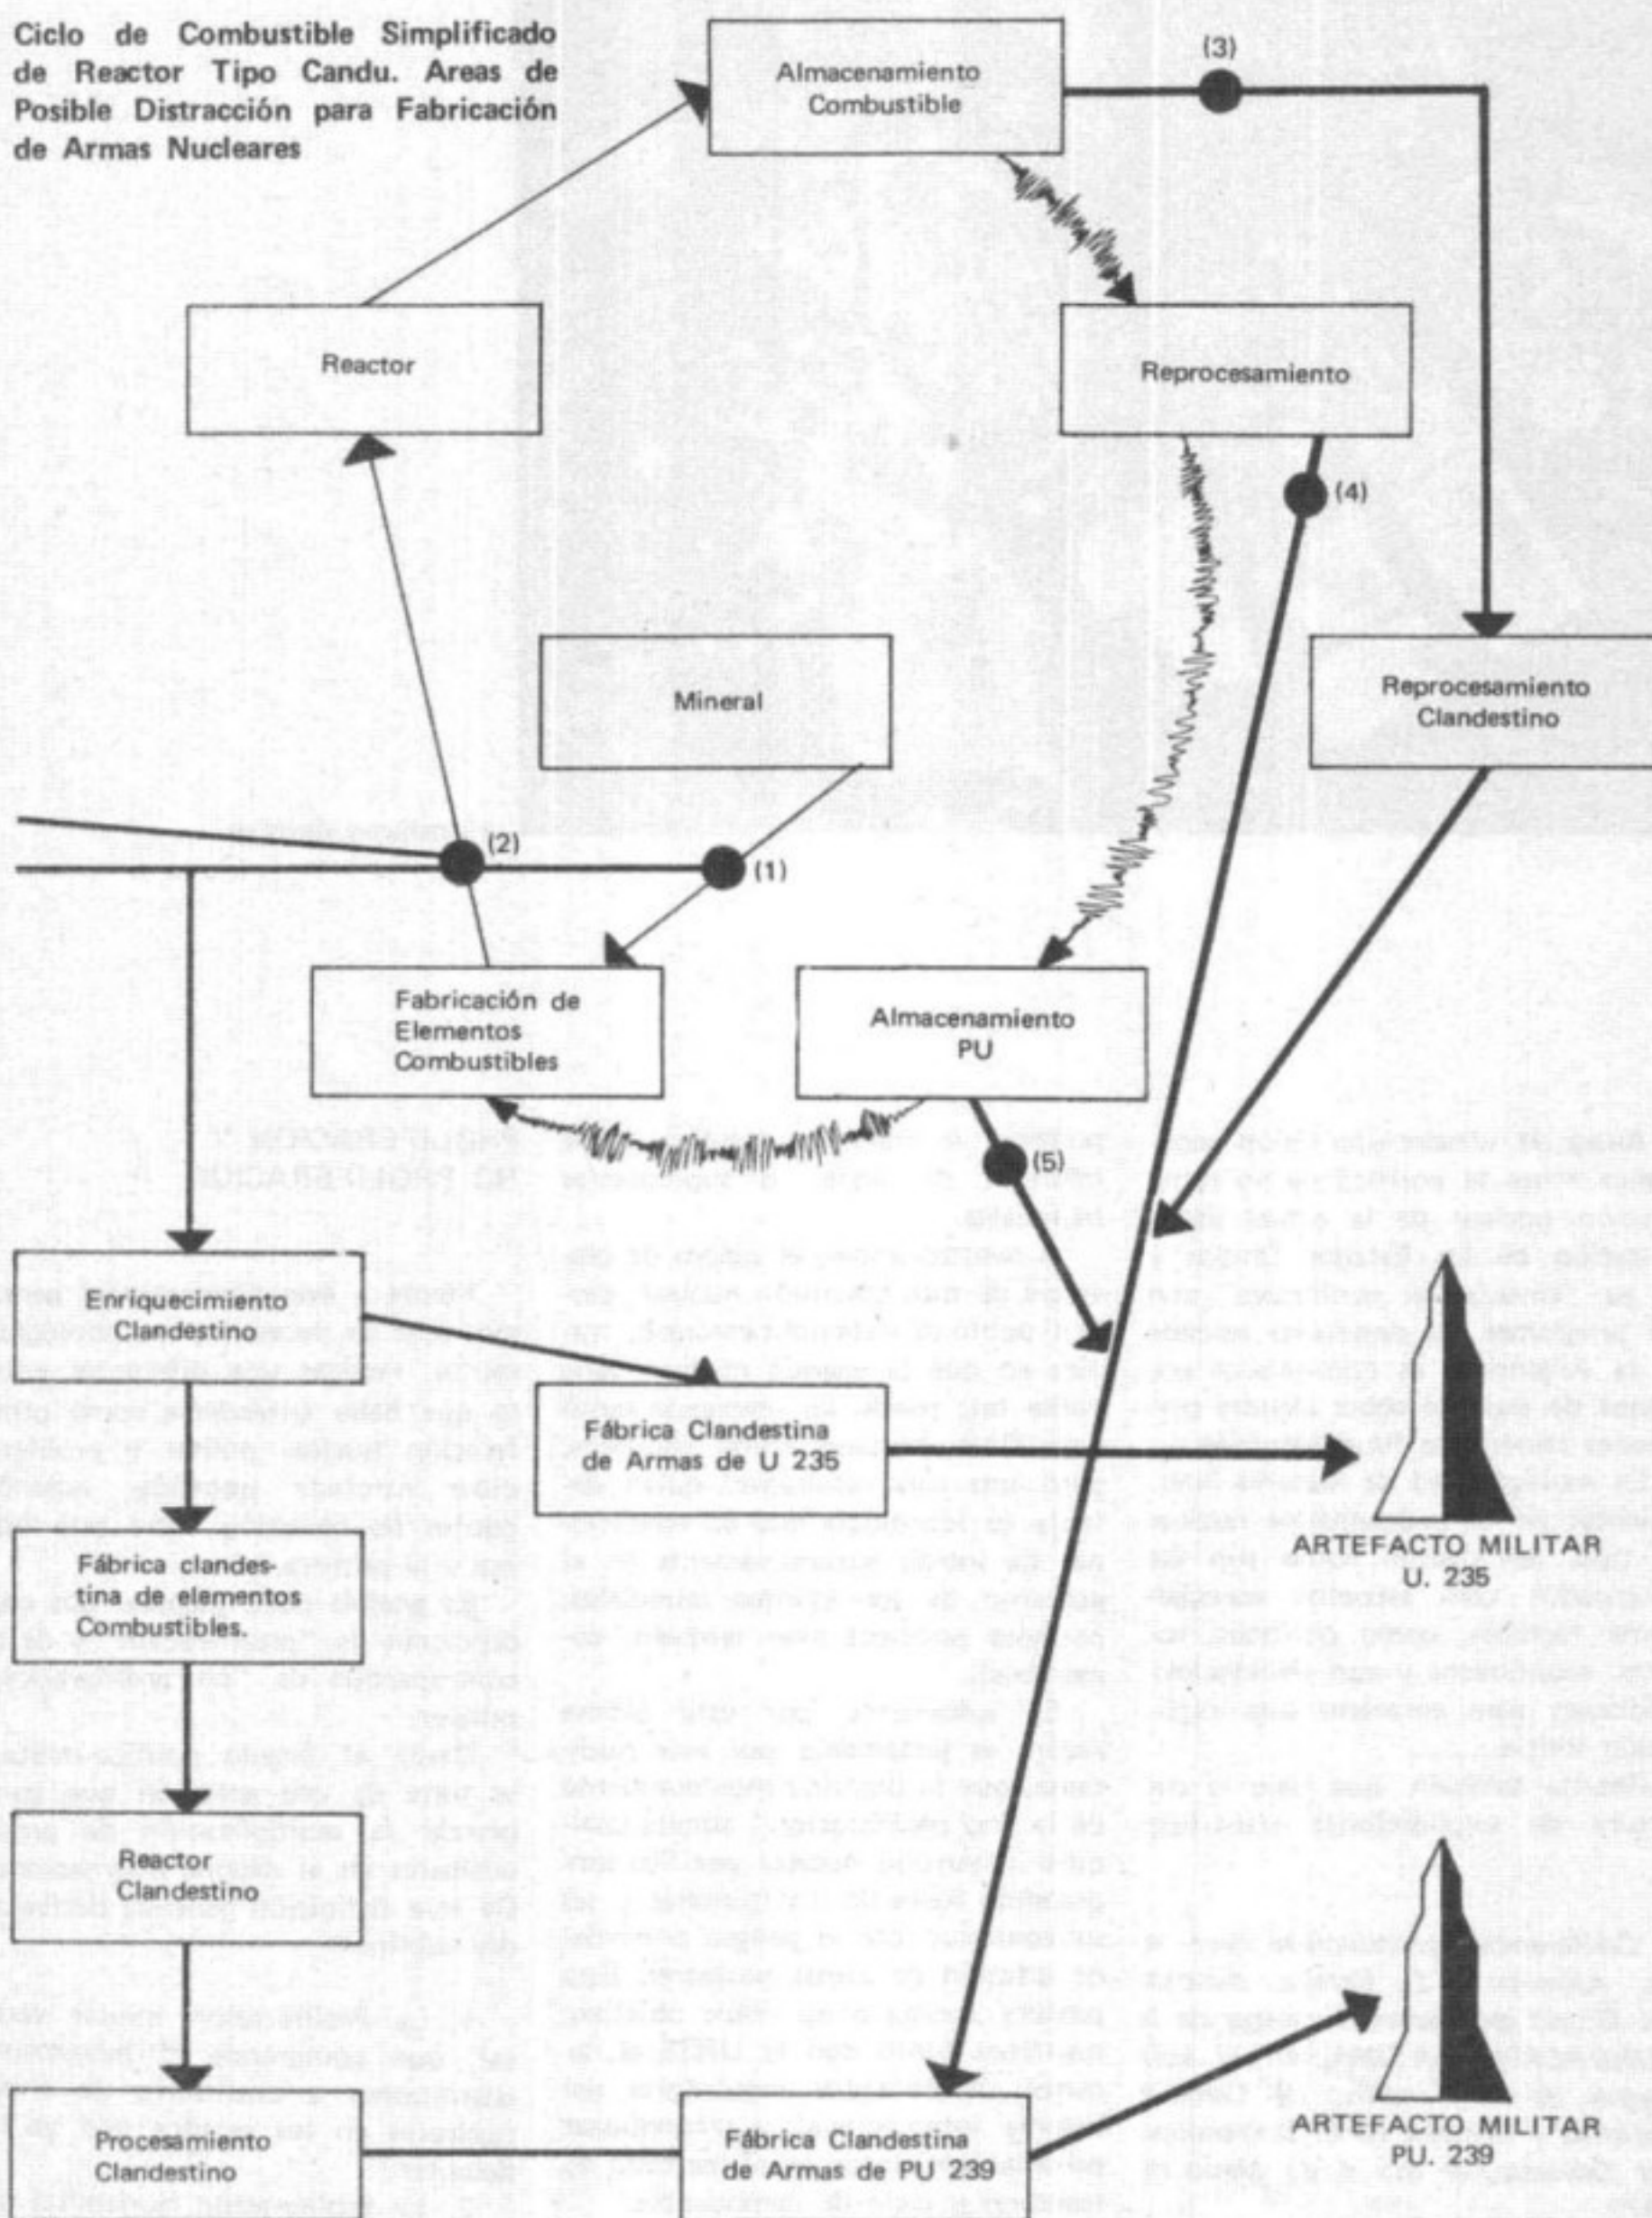 Ciclo de Combustible Simplificado
de Reactor Tipo Candu. Areas de
Posible Distracción para Fabricación
de Armas Nucleares
Almacenamiento
Combustible
(3)
Reactor
Reprocesamiento
(4)
Mineral
Reprocesamiento
Clandestino
(2)
(1)
Fabricación de
Elementos
Combustibles
Almacenamiento
PU
(5)
Enriquecimiento
Clandestino
Fábrica Clandestina
de Armas de U 235
ARTEFACTO MILITAR
U. 235
Fábrica clandes-
tina de elementos
Combustibles.
Reactor
Clandestino
Procesamiento
Clandestino
Fábrica Clandestina
de Armas de PU 239
ARTEFACTO MILITAR
PU. 239